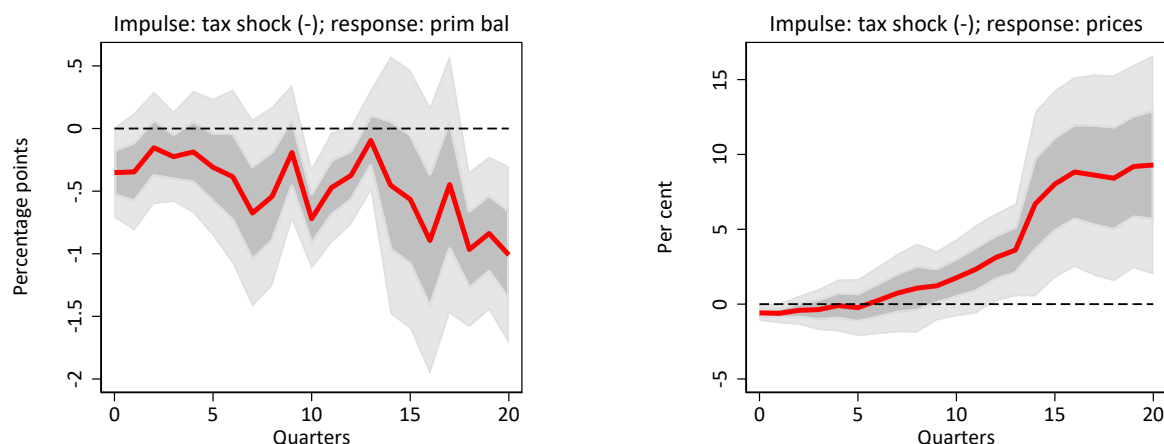 Impulse: tax shock (-); response: prim bal
Percentage points
.5
0
-.5
-1
-1.5
-2
0 5 10 15 20
Quarters
Impulse: tax shock (-); response: prices
Per cent
15
10
5
0
-5
0 5 10 15 20
Quarters